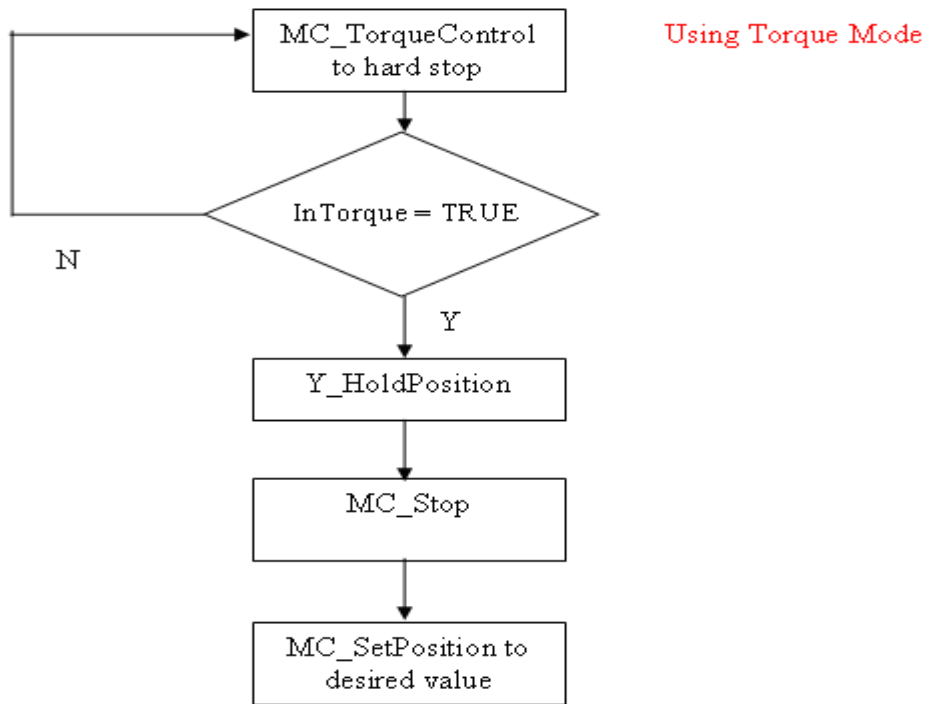 MC_TorqueControl
to hard stop
Using Torque Mode
InTorque = TRUE
N
Y
Y_HoldPosition
MC_Stop
MC_SetPosition to
desired value